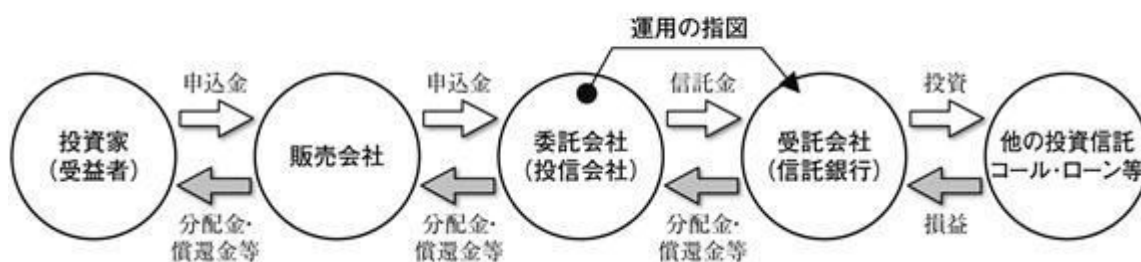 運用の指図
申込金
申込金
信託金
投資
投資家
(受益者)
販売会社
委託会社
(投信会社)
受託会社
(信託銀行)
他の投資信託
コール・ローン等
分配金・
償還金等
分配金・
償還金等
分配金・
償還金等
損益